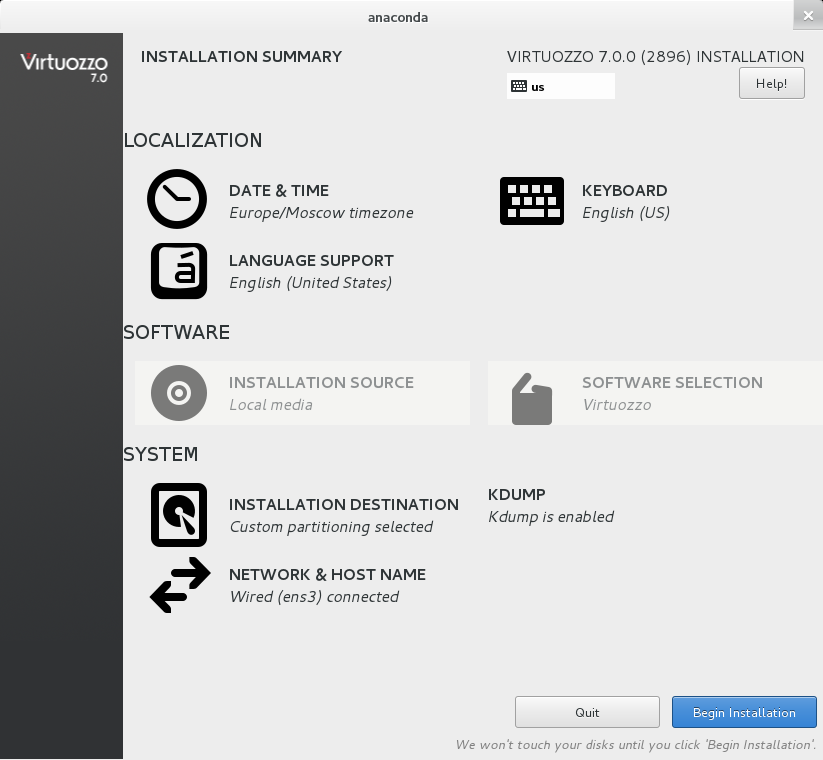 anaconda
Virtuozzo
7.0
INSTALLATION SUMMARY
VIRTUOZZO 7.0.0 (2896) INSTALLATION
us
Help!
LOCALIZATION
DATE & TIME
Europe/Moscow timezone
KEYBOARD
English (US)
LANGUAGE SUPPORT
English (United States)
SOFTWARE
INSTALLATION SOURCE
Local media
SOFTWARE SELECTION
Virtuozzo
SYSTEM
INSTALLATION DESTINATION
Custom partitioning selected
KDUMP
Kdump is enabled
NETWORK & HOST NAME
Wired (ens3) connected
Quit
Begin Installation
We won't touch your disks until you click 'Begin Installation'.